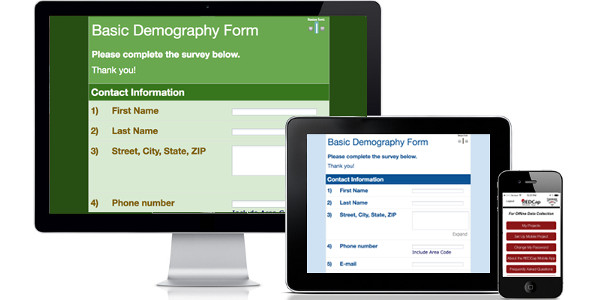 Basic Demography Form
Please complete the survey below.
Thank you!
Contact Information
1) First Name
2) Last Name
3) Street, City, State, ZIP
4) Phone number
Include Area
Basic Demography Form
Please complete the survey below.
Thank you!
Contact Information
1) First Name
2) Last Name
3) Street, City, State, ZIP
Expand
4) Phone number
Include Area Code
5) E-mail
REDCap
For Offline Data Collection
My Projects
Set Up Mobile Project
Change My Password
About the REDCap Mobile App
Frequently Asked Questions